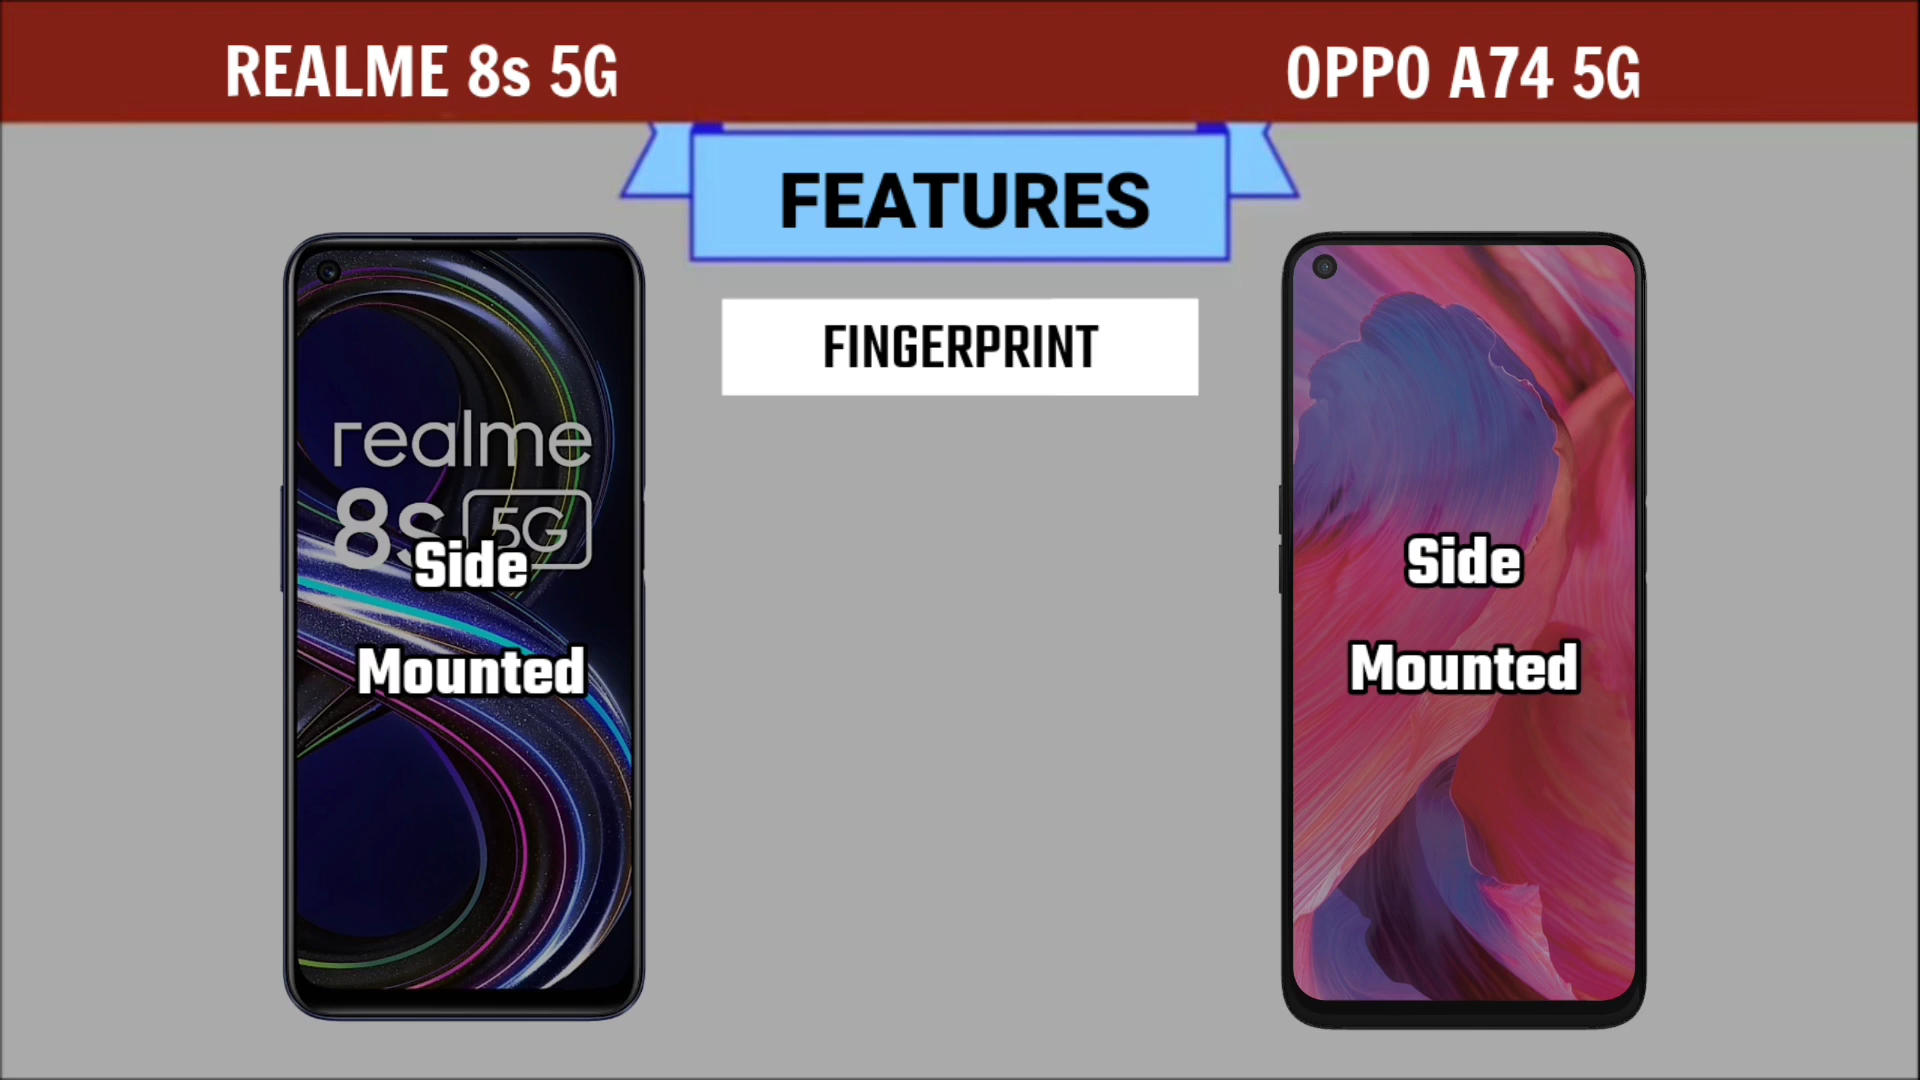 REALME 8s 5G
OPPO A74 5G
FEATURES
FINGERPRINT
realme
8s 5G
Side
Mounted
Side
Mounted